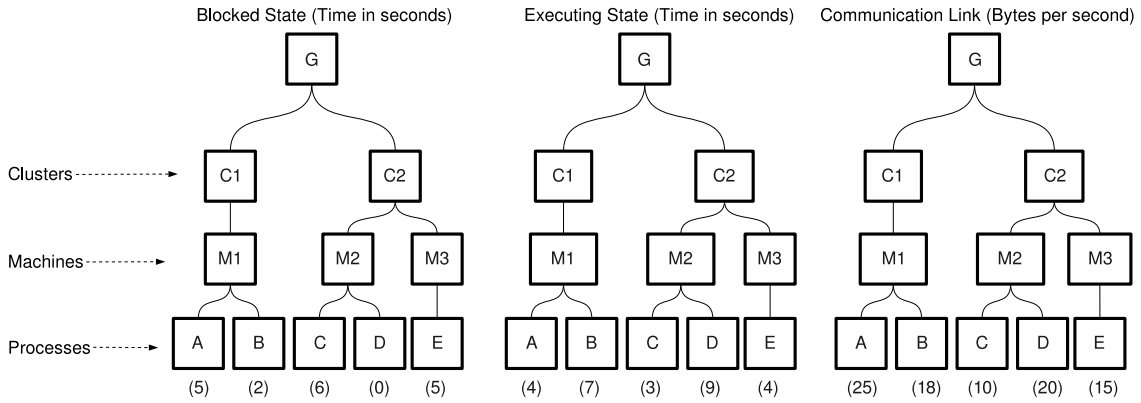 Blocked State (Time in seconds) Executing State (Time in seconds) Communication Link (Bytes per second)
G G G
Clusters C1 C2 C1 C2 C1 C2
Machines M1 M2 M3 M1 M2 M3 M1 M2 M3
Processes A B C D E A B C D E A B C D E
(5) (2) (6) (0) (5) (4) (7) (3) (9) (4) (25) (18) (10) (20) (15)